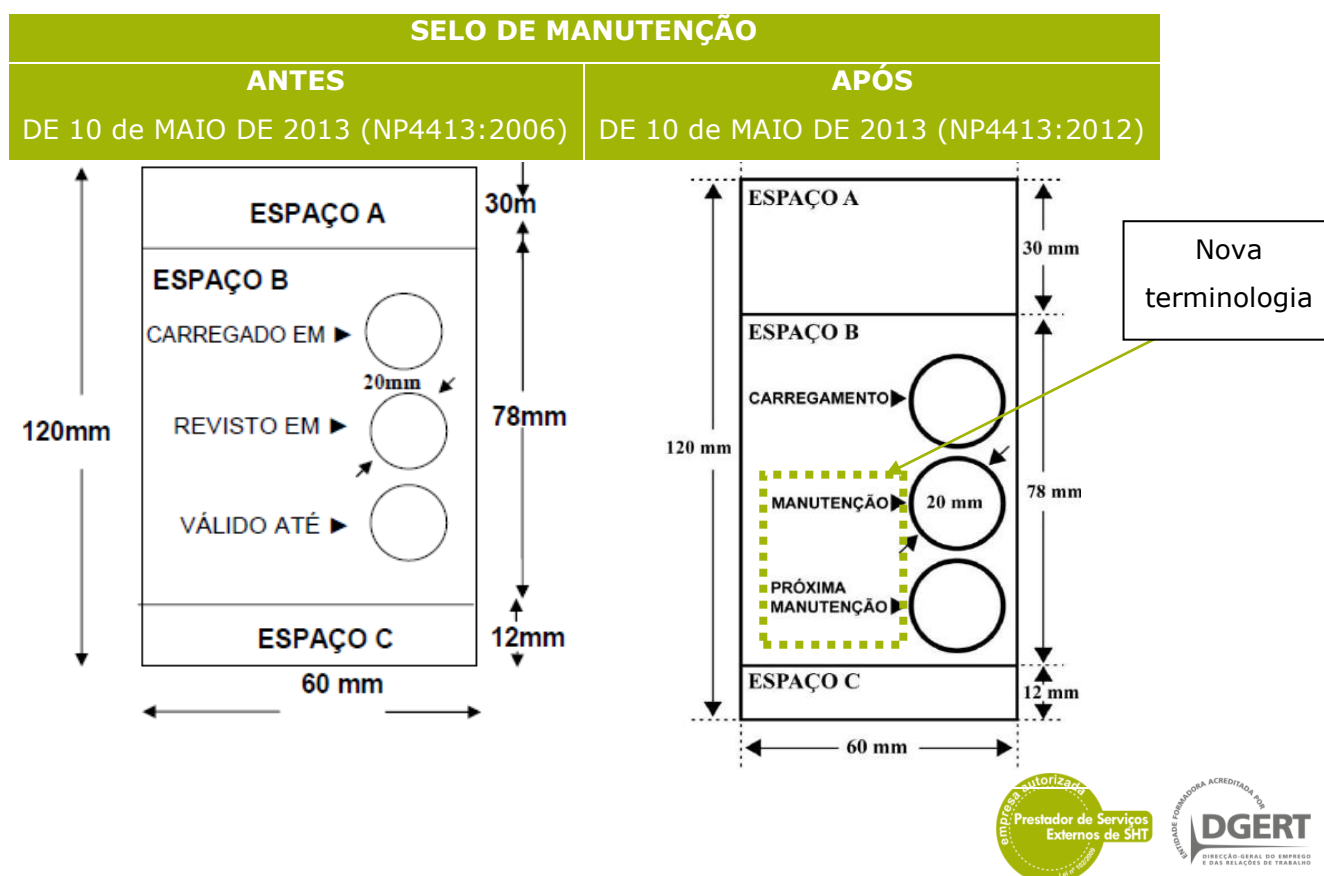 SELO DE MANUTENÇÃO
ANTES
DE 10 de MAIO DE 2013 (NP4413:2006)
APÓS
DE 10 de MAIO DE 2013 (NP4413:2012)
ESPAÇO A
30m
ESPAÇO B
CARREGADO EM
20mm
REVISTO EM
VÁLIDO ATÉ
120mm
78mm
ESPAÇO C
12mm
60 mm
ESPAÇO A
30 mm
ESPAÇO B
CARREGAMENTO
120 mm
MANUTENÇÃO
20 mm
78 mm
PRÓXIMA
MANUTENÇÃO
ESPAÇO C
12 mm
60 mm
Nova
terminologia
empresa autorizada
Prestador de Serviços
Externos de SHT
Lei nº 102/2009
ENTIDADE FORMADORA ACREDITADA POR
DGERT
DIRECÇÃO-GERAL DO EMPREGO
E DAS RELAÇÕES DE TRABALHO